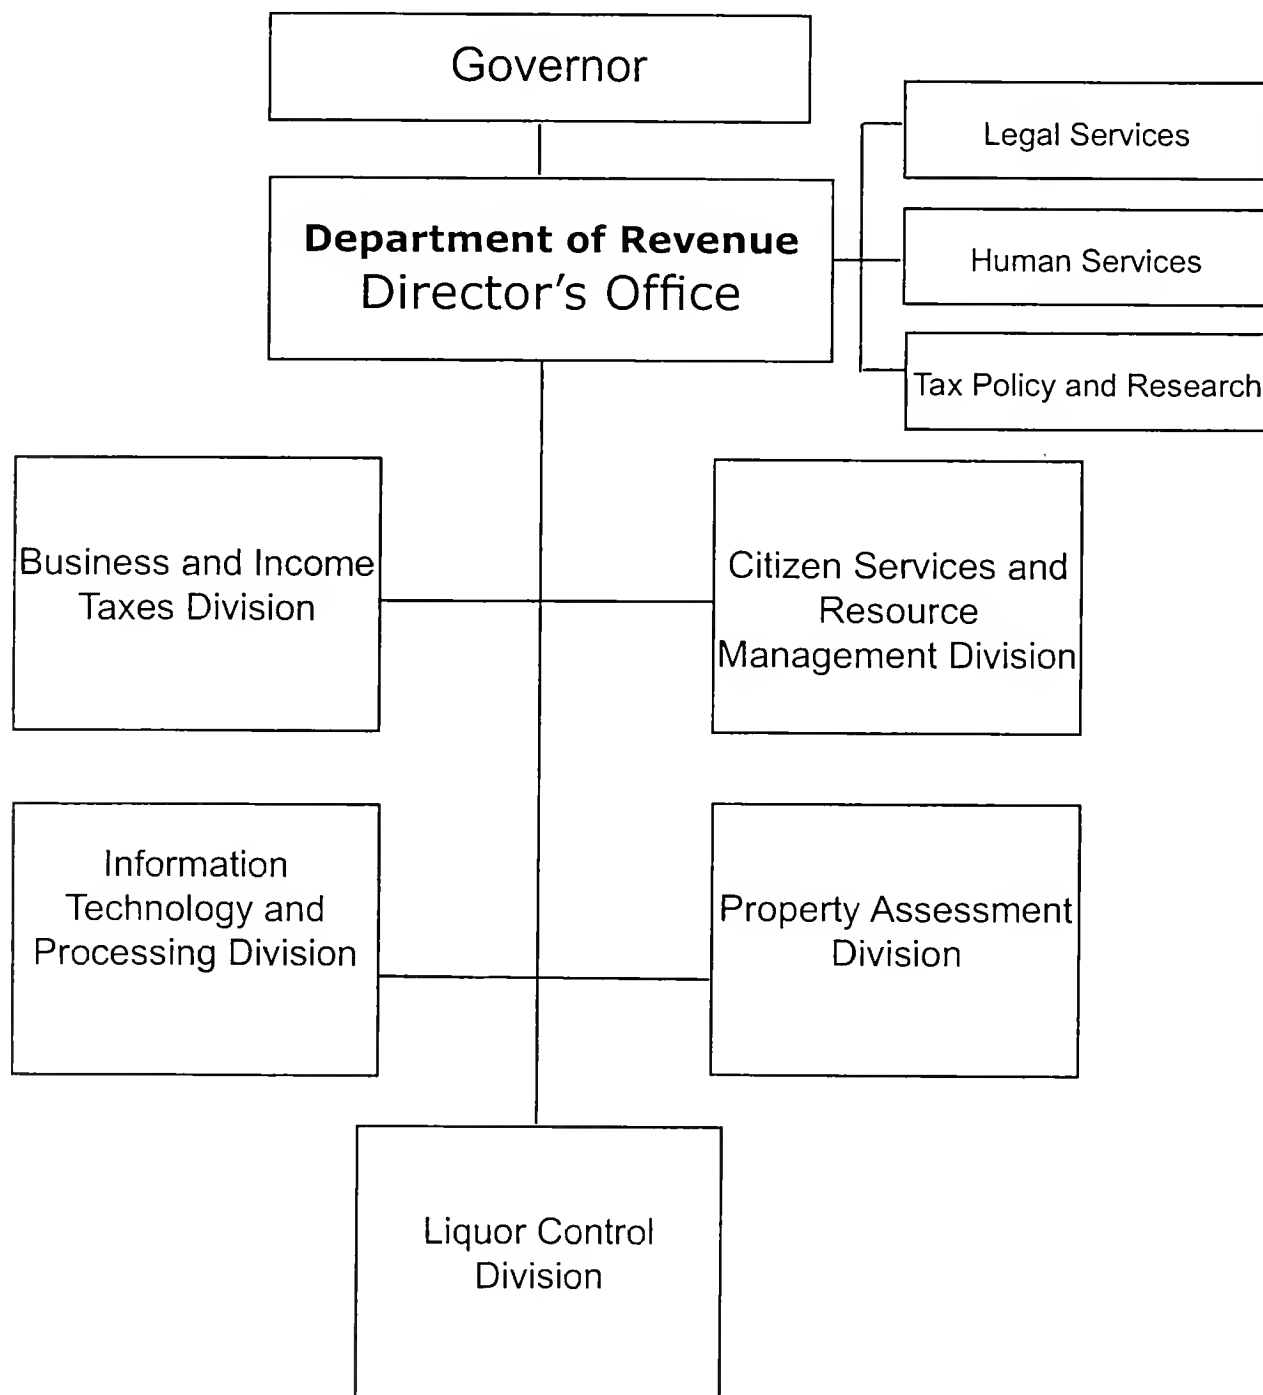 Governor
Legal Services
Department of Revenue
Director's Office
Human Services
Tax Policy and Research
Business and Income
Taxes Division
Citizen Services and
Resource
Management Division
Information
Technology and
Processing Division
Property Assessment
Division
Liquor Control
Division